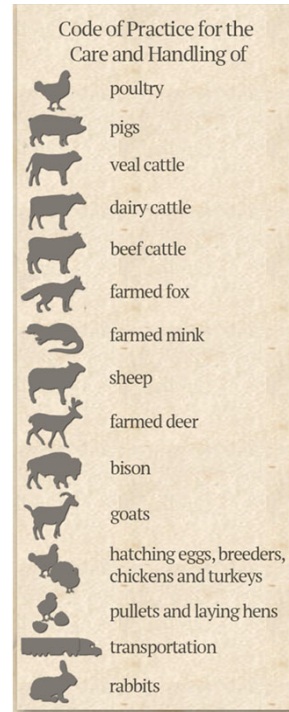 Code of Practice for the
Care and Handling of
poultry
pigs
veal cattle
dairy cattle
beef cattle
farmed fox
farmed mink
sheep
farmed deer
bison
goats
hatching eggs, breeders,
chickens and turkeys
pullets and laying hens
transportation
rabbits